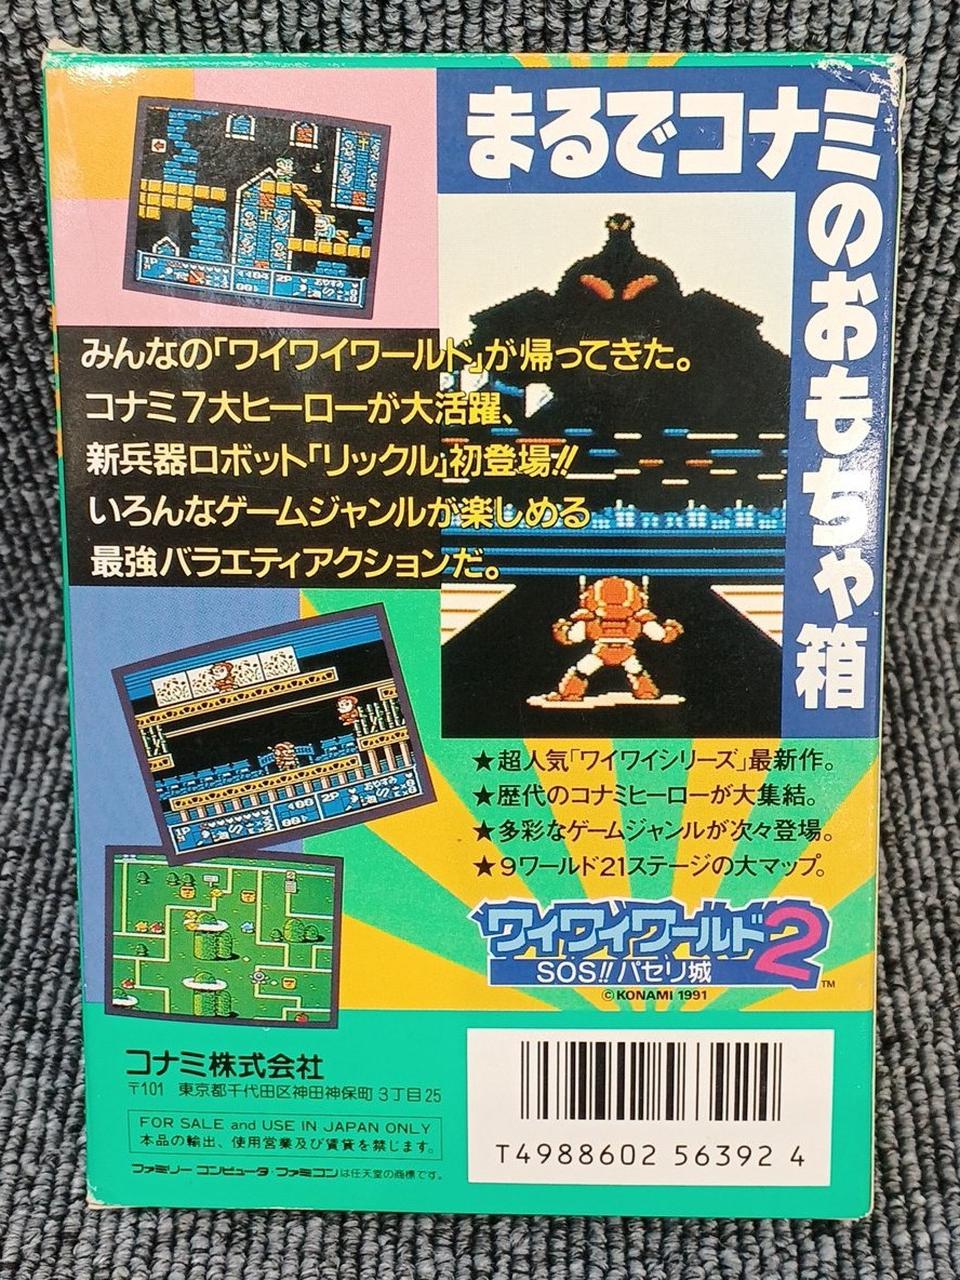 まるでコナミのおもちゃ箱
みんなの「ワイワイワールド」が帰ってきた。
コナミ7大ヒーローが大活躍、
新兵器ロボット「リックル」初登場!!
いろんなゲームジャンルが楽しめる
最強バラエティアクションだ。
★超人気「ワイワイシリーズ」最新作。
★歴代のコナミヒーローが大集結。
★多彩なゲームジャンルが次々登場。
★9ワールド21ステージの大マップ。
ワイワイワールド2
SOS!!パセリ城
TM
©KONAMI 1991
コナミ株式会社
〒101 東京都千代田区神田神保町3丁目25
FOR SALE and USE IN JAPAN ONLY
本品の輸出、使用営業及び賃貸を禁じます。
ファミリーコンピュータ・ファミコンは任天堂の商標です。
T4988602 56392 4